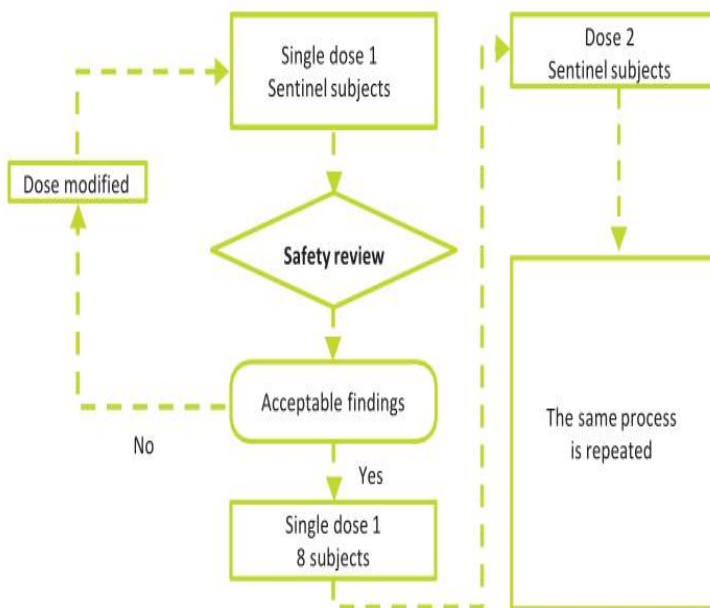 Single dose 1
Sentinel subjects
Dose modified
Safety review
Acceptable findings
No
Yes
Single dose 1
8 subjects
Dose 2
Sentinel subjects
The same process
is repeated